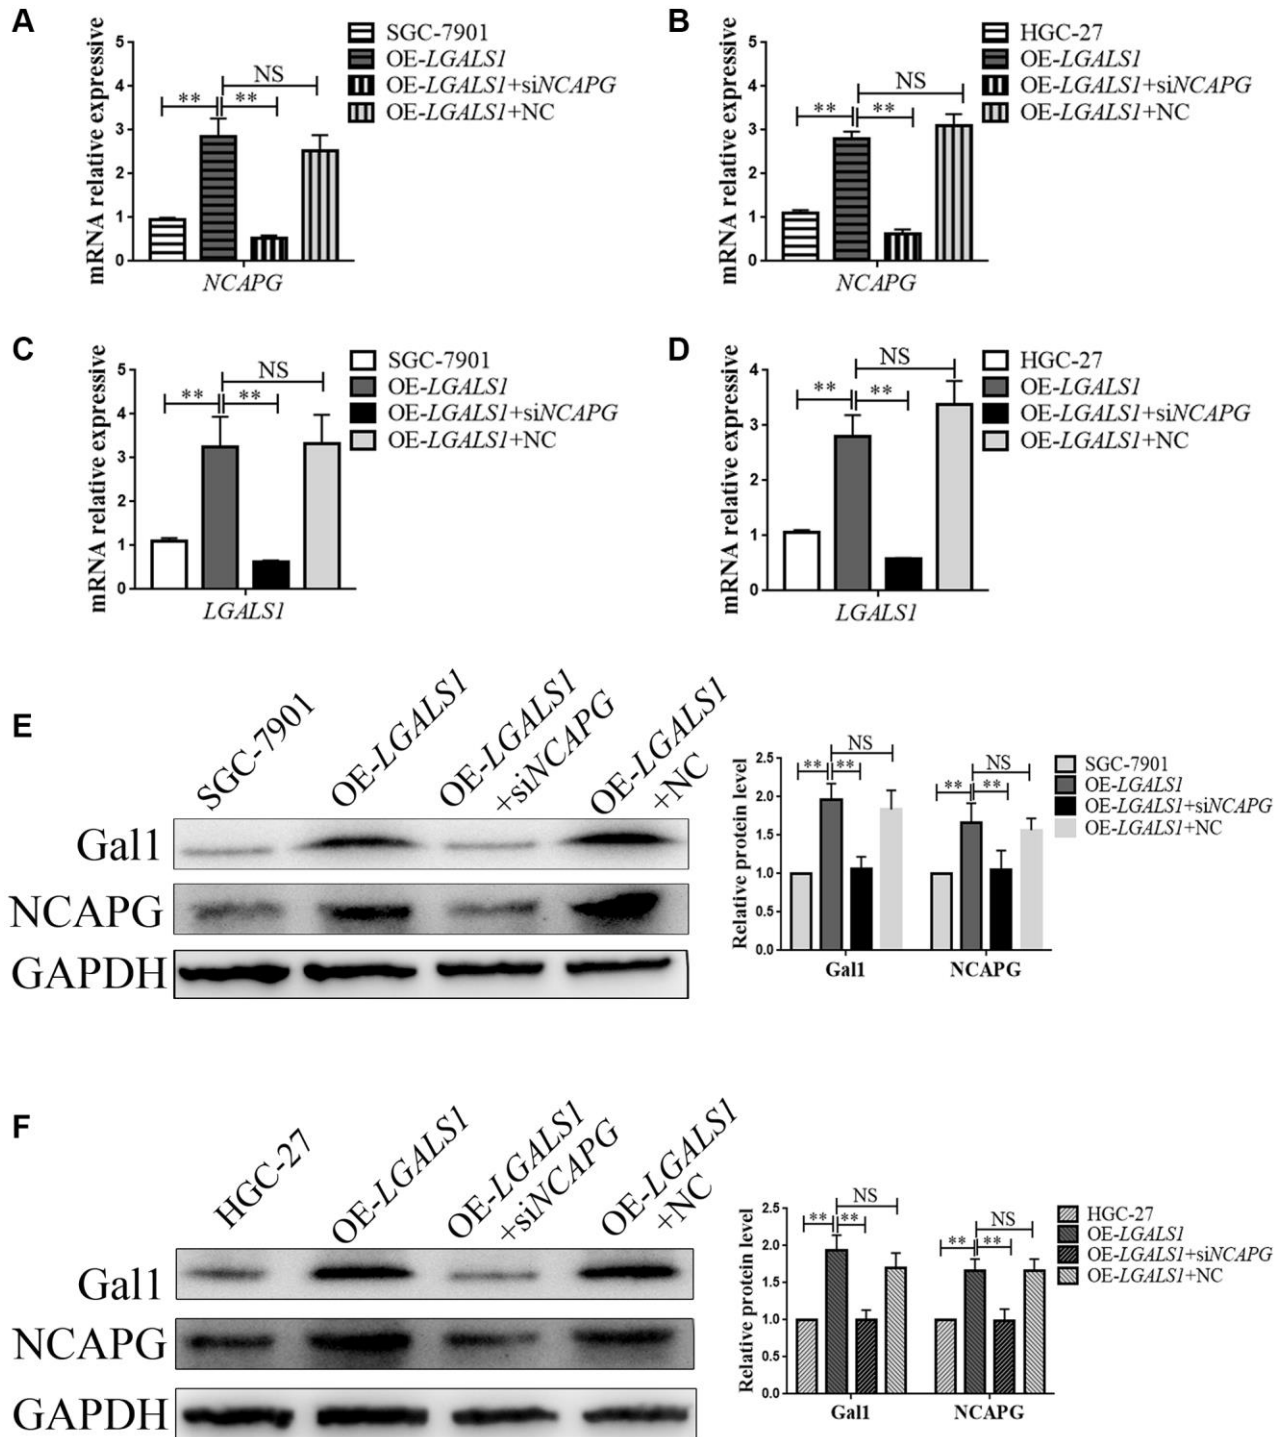 A
SGC-7901
OE-LGALS1
OE-LGALS1+siNCAPG
OE-LGALS1+NC
mRNA relative expressive
5
4
3
2
1
0
** ** NS
NCAPG
B
HGC-27
OE-LGALS1
OE-LGALS1+siNCAPG
OE-LGALS1+NC
mRNA relative expressive
5
4
3
2
1
0
** ** NS
NCAPG
C
SGC-7901
OE-LGALS1
OE-LGALS1+siNCAPG
OE-LGALS1+NC
mRNA relative expressive
5
4
3
2
1
0
** ** NS
LGALS1
D
HGC-27
OE-LGALS1
OE-LGALS1+siNCAPG
OE-LGALS1+NC
mRNA relative expressive
4
3
2
1
0
** ** NS
LGALS1
E
SGC-7901
OE-LGALS1
OE-LGALS1
+siNCAPG
OE-LGALS1
+NC
Gal1
NCAPG
GAPDH
Relative protein level
2.5
2.0
1.5
1.0
0.5
0.0
** ** NS
** ** NS
Gal1 NCAPG
SGC-7901
OE-LGALS1
OE-LGALS1+siNCAPG
OE-LGALS1+NC
F
HGC-27
OE-LGALS1
OE-LGALS1
+siNCAPG
OE-LGALS1
+NC
Gal1
NCAPG
GAPDH
Relative protein level
2.5
2.0
1.5
1.0
0.5
0.0
** ** NS
** ** NS
Gal1 NCAPG
HGC-27
OE-LGALS1
OE-LGALS1+siNCAPG
OE-LGALS1+NC